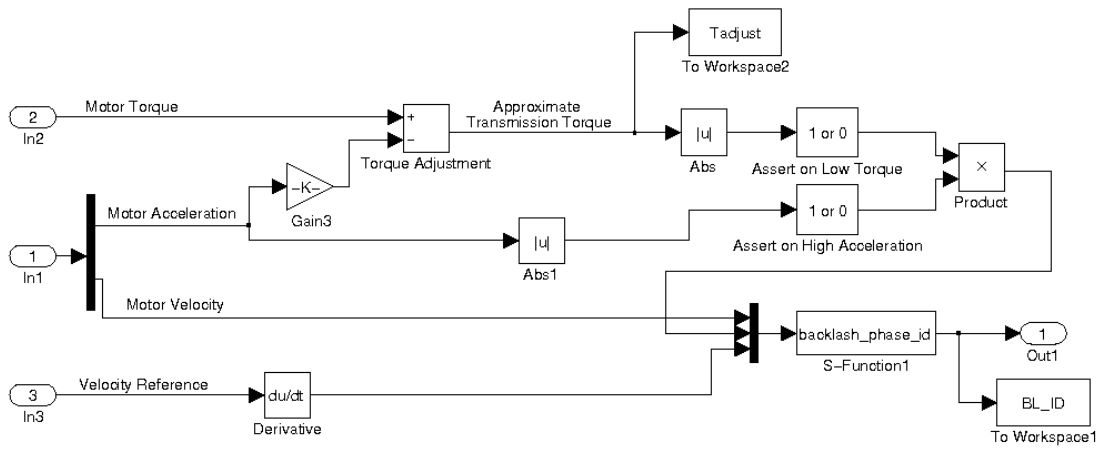 Tadjust
To Workspace2
Motor Torque
2
In2
+
−
Torque Adjustment
Approximate
Transmission Torque
|u|
Abs
1 or 0
Assert on Low Torque
×
Product
−K−
Gain3
Motor Acceleration
1 or 0
Assert on High Acceleration
|u|
Abs1
1
In1
Motor Velocity
backlash_phase_id
S−Function1
1
Out1
Velocity Reference
3
In3
du/dt
Derivative
BL_ID
To Workspace1